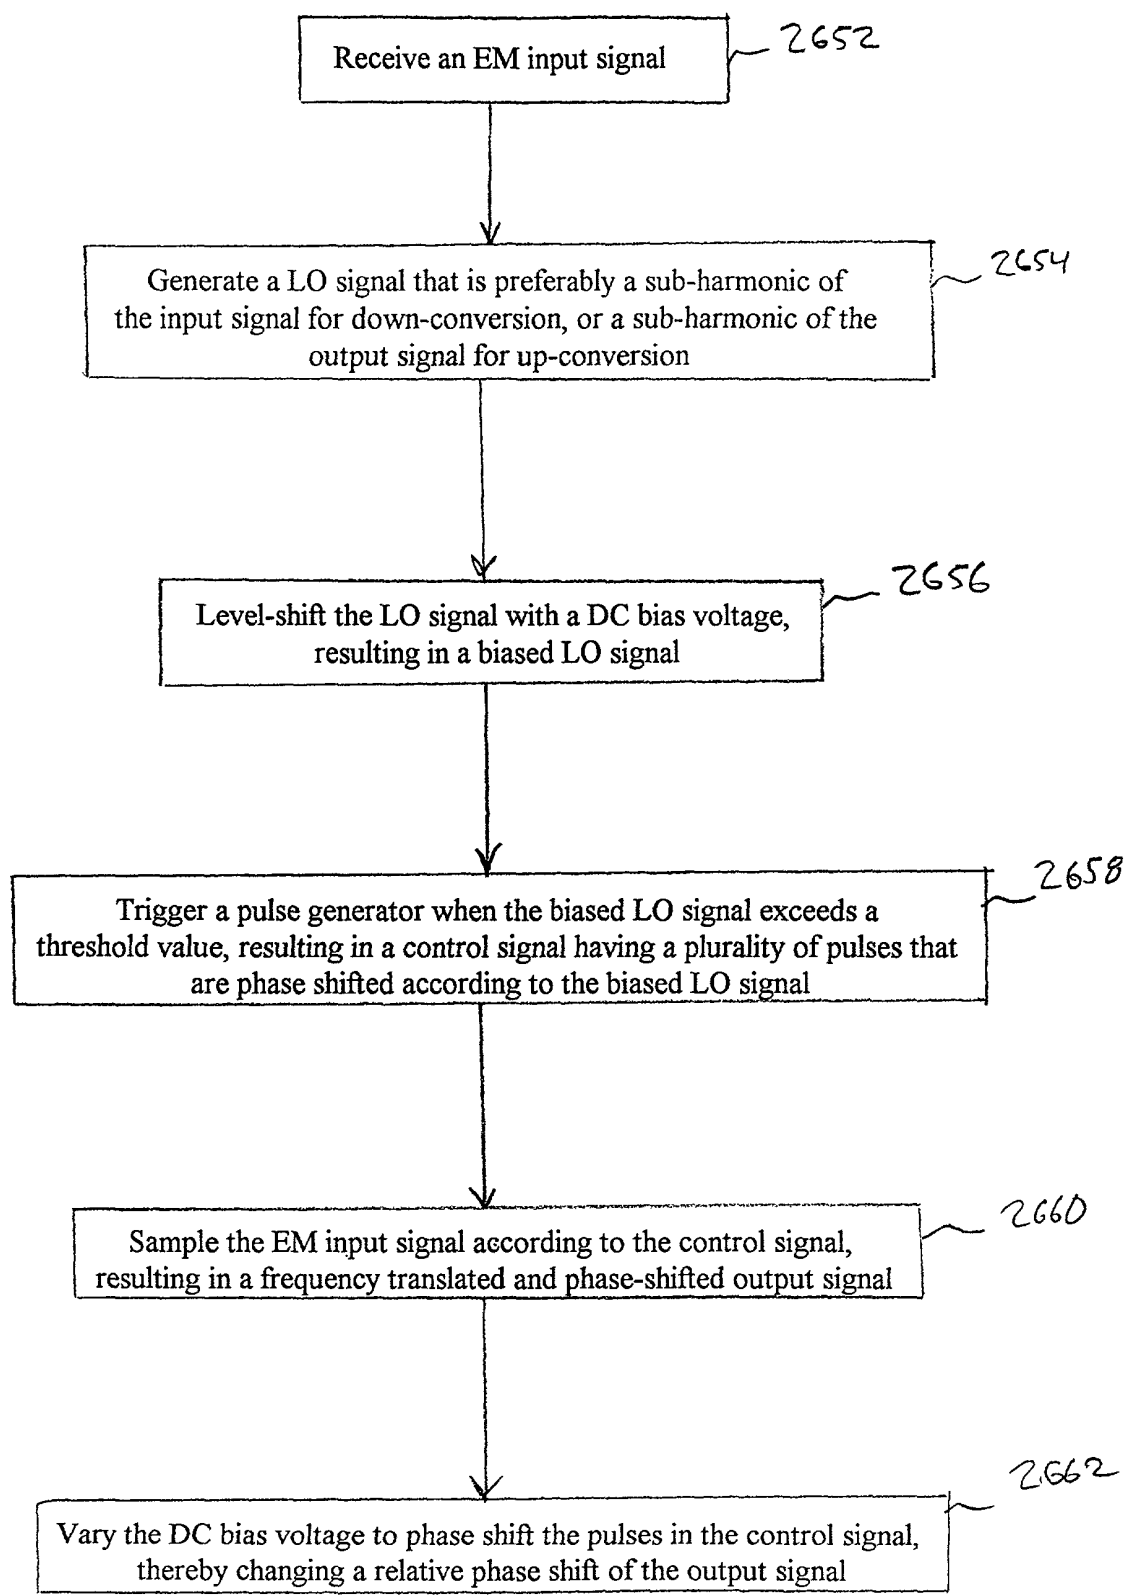 Receive an EM input signal
2652
Generate a LO signal that is preferably a sub-harmonic of
the input signal for down-conversion, or a sub-harmonic of the
output signal for up-conversion
2654
Level-shift the LO signal with a DC bias voltage,
resulting in a biased LO signal
2656
Trigger a pulse generator when the biased LO signal exceeds a
threshold value, resulting in a control signal having a plurality of pulses that
are phase shifted according to the biased LO signal
2658
Sample the EM input signal according to the control signal,
resulting in a frequency translated and phase-shifted output signal
2660
Vary the DC bias voltage to phase shift the pulses in the control signal,
thereby changing a relative phase shift of the output signal
2662